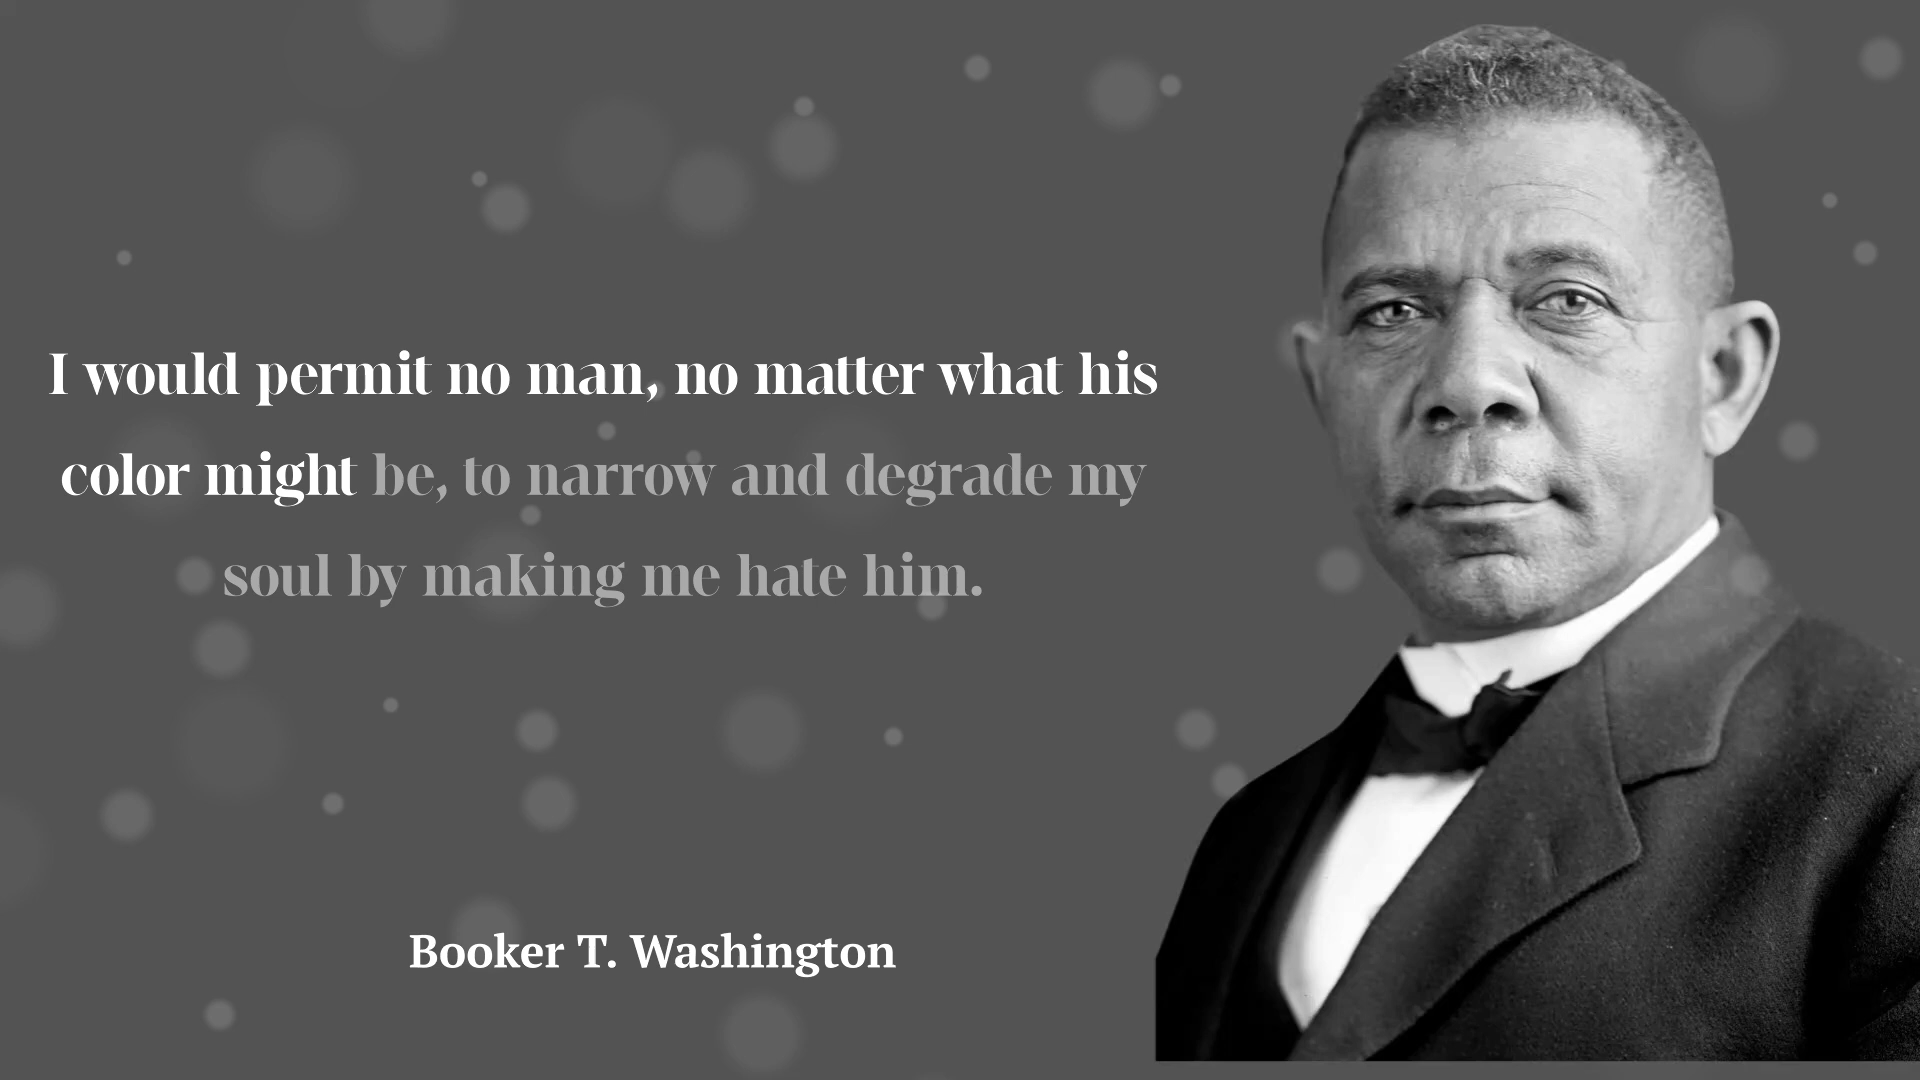 I would permit no man, no matter what his
color might be, to narrow and degrade my
soul by making me hate him.
Booker T. Washington